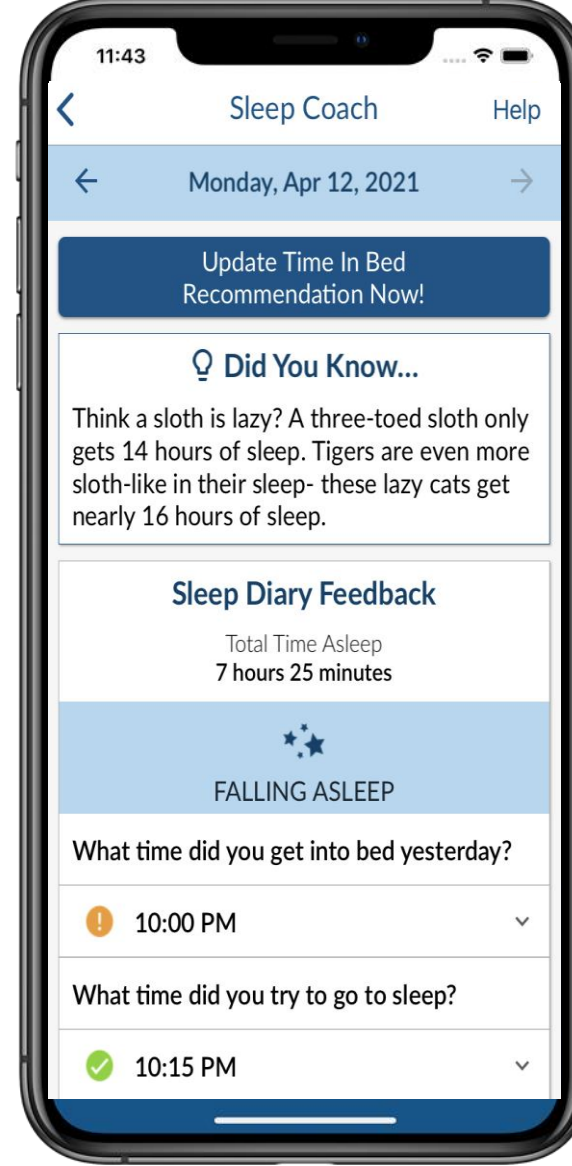 11:43
Sleep Coach
Help
Monday, Apr 12, 2021
Update Time In Bed
Recommendation Now!
Did You Know...
Think a sloth is lazy? A three-toed sloth only
gets 14 hours of sleep. Tigers are even more
sloth-like in their sleep- these lazy cats get
nearly 16 hours of sleep.
Sleep Diary Feedback
Total Time Asleep
7 hours 25 minutes
FALLING ASLEEP
What time did you get into bed yesterday?
10:00 PM
What time did you try to go to sleep?
10:15 PM